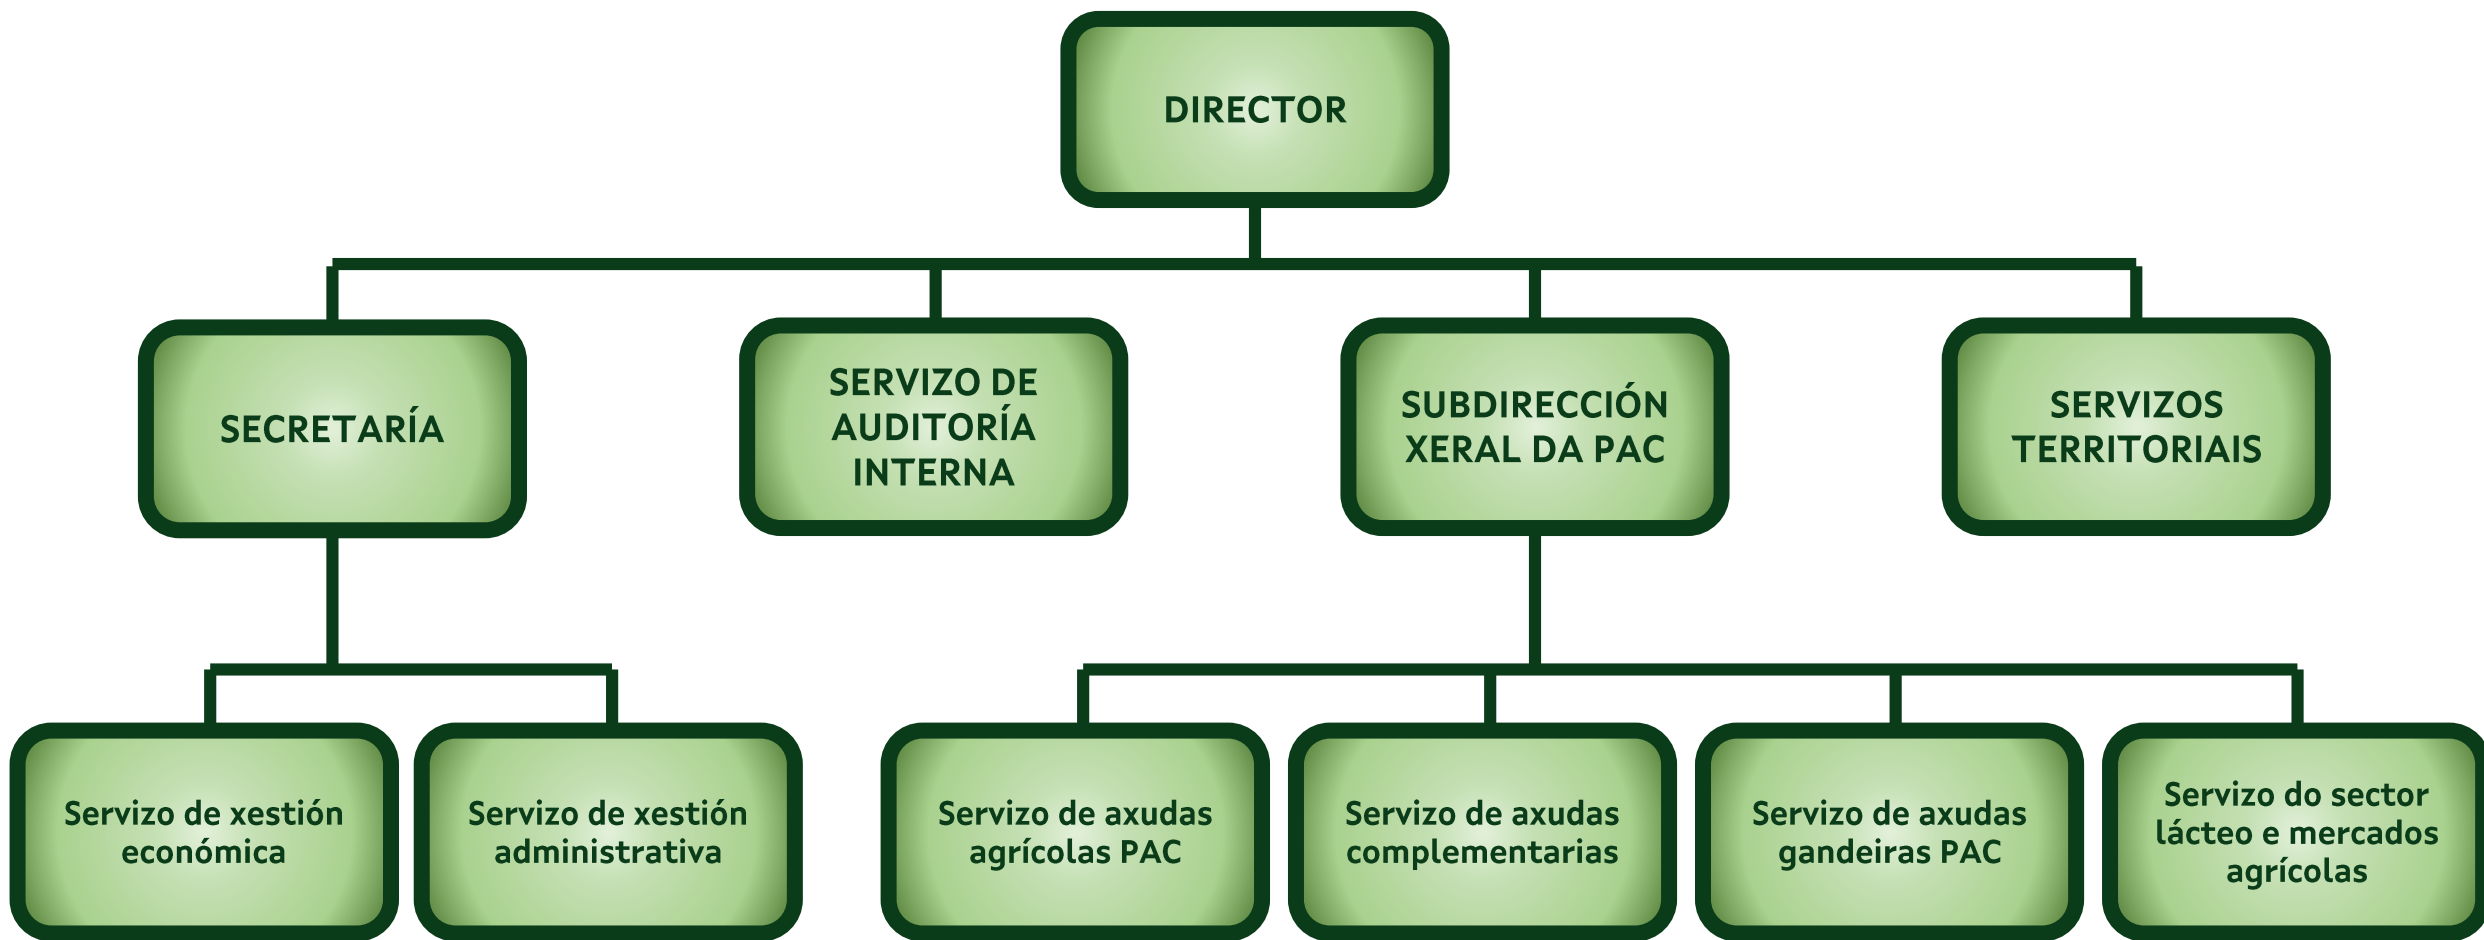 DIRECTOR
SECRETARÍA
SERVIZO DE
AUDITORÍA
INTERNA
SUBDIRECCIÓN
XERAL DA PAC
SERVIZOS
TERRITORIAIS
Servizo de xestión
económica
Servizo de xestión
administrativa
Servizo de axudas
agrícolas PAC
Servizo de axudas
complementarias
Servizo de axudas
gandeiras PAC
Servizo do sector
lácteo e mercados
agrícolas